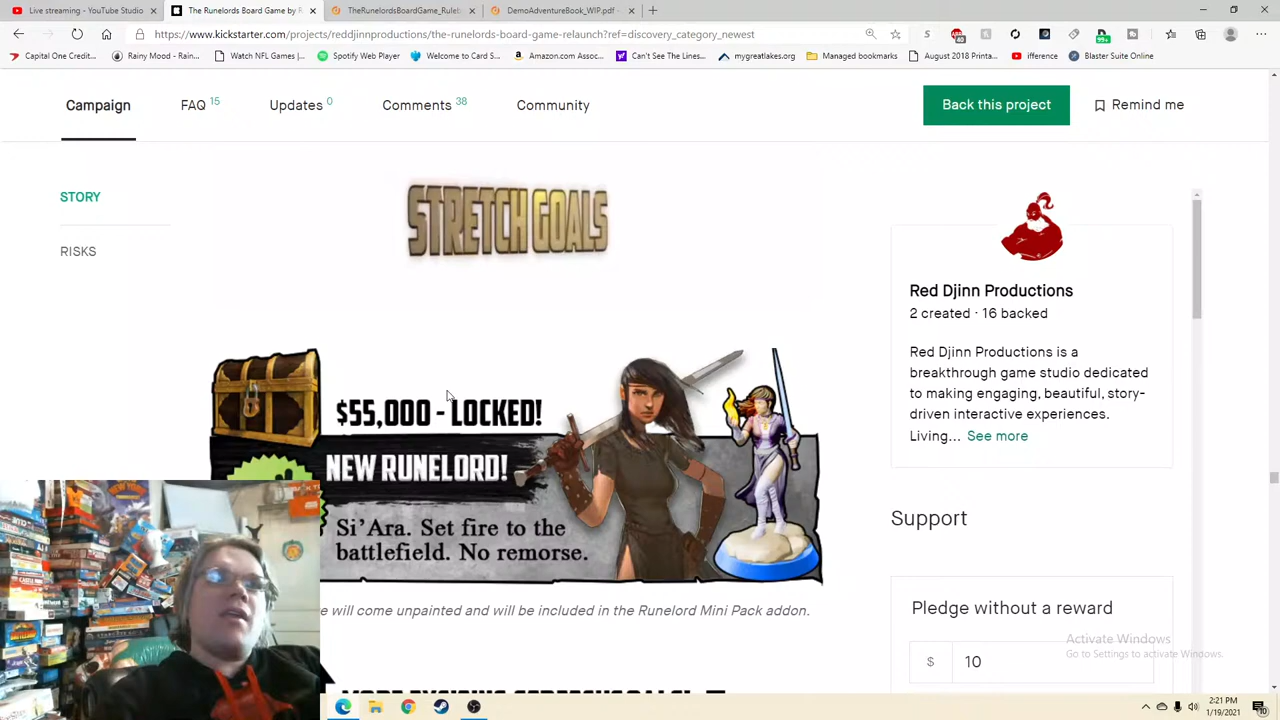 Live streaming - YouTube Studio
The Runelords Board Game by R
TheRunelordsBoardGame_Ruleb
DemoAdventureBook_WIP.pdf -
https://www.kickstarter.com/projects/reddjinnproductions/the-runelords-board-game-relaunch?ref=discovery_category_newest
Capital One Credit...
Rainy Mood - Rain...
Watch LAW Games |...
Spotify Web Player
Welcome to Card S...
Amazon.com Assoc...
Can't See The Lines...
mygreatlakes.org
Managed bookmarks
August 2018 Printa...
ifference
Blaster Suite Online
Campaign
FAQ 15
Updates 0
Comments 38
Community
Back this project
Remind me
STORY
RISKS
STRETCH GOALS
$55,000 - LOCKED!
NEW RUNELORD!
Si'Ara. Set fire to the
battlefield. No remorse.
will come unpainted and will be included in the Runelord Mini Pack addon.
Red Djinn Productions
2 created · 16 backed
Red Djinn Productions is a
breakthrough game studio dedicated
to making engaging, beautiful, story-
driven interactive experiences.
Living... See more
Support
Pledge without a reward
$ 10
Activate Windows
Go to Settings to activate Windows.
2:21 PM
1/19/2021